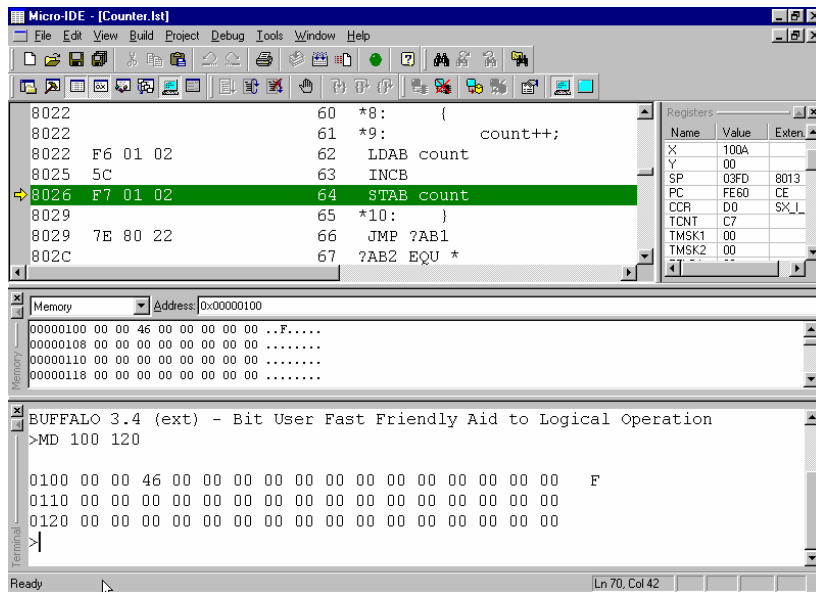 Micro-IDE - [Counter.lst]
File Edit View Build Project Debug Tools Window Help
8022 60 *8: {
8022 61 *9: count++;
8022 F6 01 02 62 LDAB count
8025 5C 63 INCB
8026 F7 01 02 64 STAB count
8029 65 *10: }
8029 7E 80 22 66 JMP ?AB1
802C 67 ?AB2 EQU *
Registers
Name Value Exten.
X 100A
Y 00
SP 03FD 8013
PC FE60 CE
CCR D0 SX_I_
TCNT C7
TMSK1 00
TMSK2 00
Memory Address: 0x00000100
Memory
00000100 00 00 46 00 00 00 00 00 ..F.....
00000108 00 00 00 00 00 00 00 00 ........
00000110 00 00 00 00 00 00 00 00 ........
00000118 00 00 00 00 00 00 00 00 ........
Terminal
BUFFALO 3.4 (ext) - Bit User Fast Friendly Aid to Logical Operation
>MD 100 120
0100 00 00 46 00 00 00 00 00 00 00 00 00 00 00 00 00 F
0110 00 00 00 00 00 00 00 00 00 00 00 00 00 00 00 00
0120 00 00 00 00 00 00 00 00 00 00 00 00 00 00 00 00
>
Ready Ln 70, Col 42